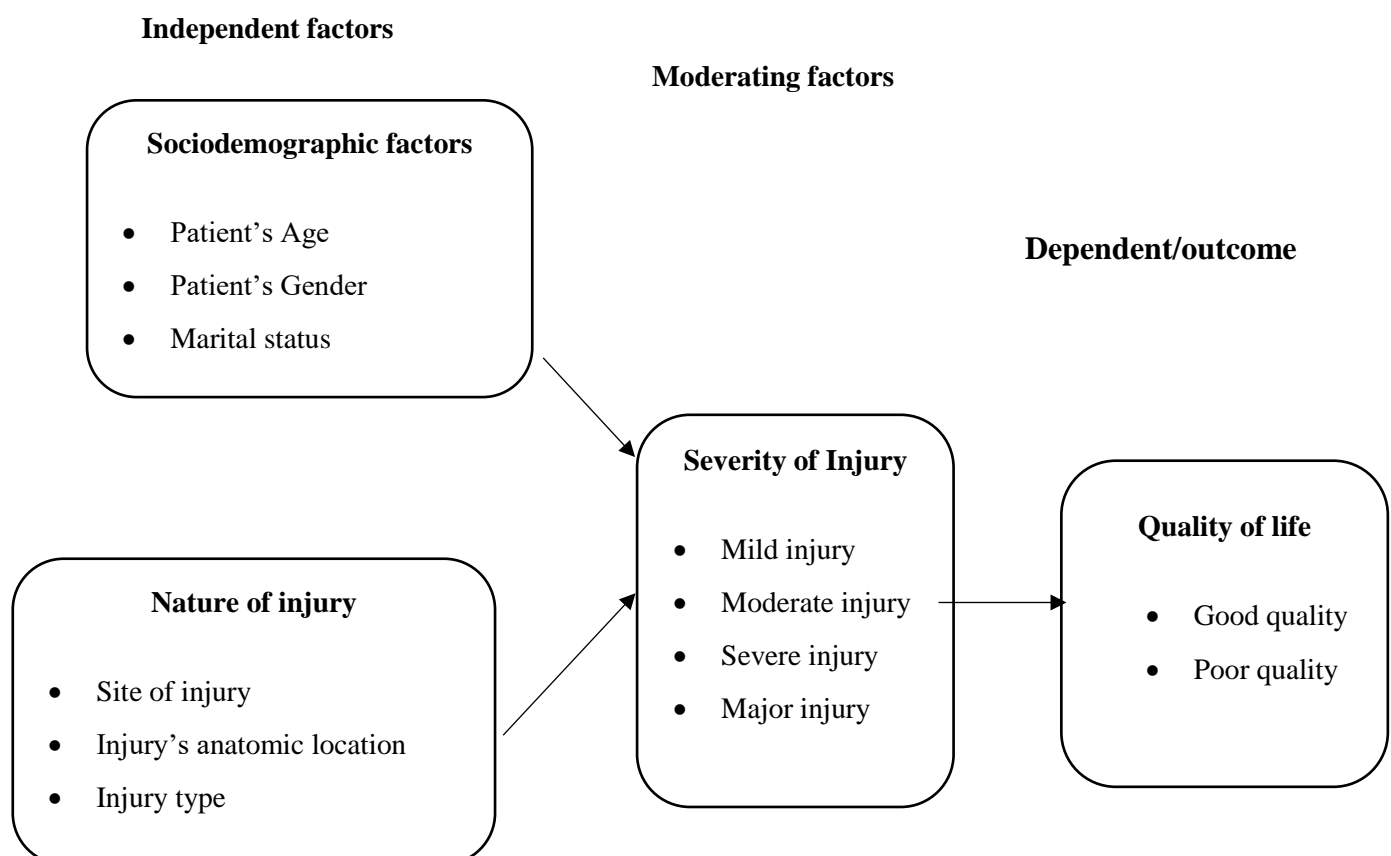 Independent factors
Moderating factors
Sociodemographic factors
• Patient’s Age
• Patient’s Gender
• Marital status
Dependent/outcome
Severity of Injury
• Mild injury
• Moderate injury
• Severe injury
• Major injury
Quality of life
• Good quality
• Poor quality
Nature of injury
• Site of injury
• Injury’s anatomic location
• Injury type